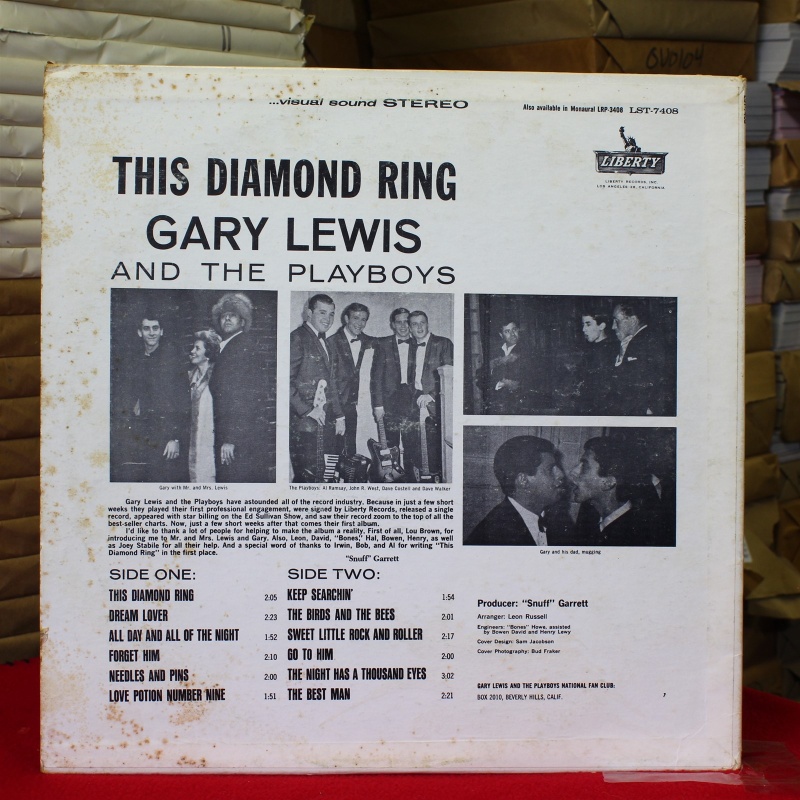 QUD104
...visual sound STEREO
Also available in Monaural LRP-3408 LST-7408
LIBERTY
LIBERTY RECORDS, INC.
LOS ANGELES 28, CALIFORNIA
THIS DIAMOND RING
GARY LEWIS
AND THE PLAYBOYS
Gary with Mr. and Mrs. Lewis
The Playboys: Al Ramsay, John R. West, Dave Costell and Dave Walker
Gary and his dad, mugging
Gary Lewis and the Playboys have astounded all of the record industry. Because in just a few short
weeks they played their first professional engagement, were signed by Liberty Records, released a single
record, appeared with star billing on the Ed Sullivan Show, and saw their record zoom to the top of all the
best-seller charts. Now, just a few short weeks after that comes their first album.
I'd like to thank a lot of people for helping to make the album a reality. First of all, Lou Brown, for
introducing me to Mr. and Mrs. Lewis and Gary. Also, Leon, David, "Bones," Hal, Bowen, Henry, as well
as Joey Stabile for all their help. And a special word of thanks to Irwin, Bob, and Al for writing "This
Diamond Ring" in the first place.
"Snuff" Garrett
SIDE ONE:
THIS DIAMOND RING 2:05
DREAM LOVER 2:23
ALL DAY AND ALL OF THE NIGHT 1:52
FORGET HIM 2:10
NEEDLES AND PINS 2:00
LOVE POTION NUMBER NINE 1:51
SIDE TWO:
KEEP SEARCHIN' 1:54
THE BIRDS AND THE BEES 2:01
SWEET LITTLE ROCK AND ROLLER 2:17
GO TO HIM 2:00
THE NIGHT HAS A THOUSAND EYES 3:02
THE BEST MAN 2:21
Producer: "Snuff" Garrett
Arranger: Leon Russell
Engineers: "Bones" Howe, assisted
by Bowen David and Henry Lewy
Cover Design: Sam Jacobson
Cover Photography: Bud Fraker
GARY LEWIS AND THE PLAYBOYS NATIONAL FAN CLUB:
BOX 2010, BEVERLY HILLS, CALIF.